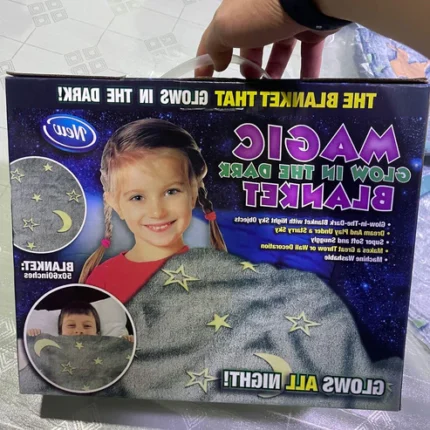 THE BLANKET THAT GLOWS IN THE DARK!
New
MAGIC
GLOW IN THE DARK
BLANKET
• Glow-in-The-Dark Blanket with Night Sky Objects
Dream And Play Under a Starry Sky
• Super Soft and Snuggly
• Makes a Great a Throw or Wall Decoration
• Machine Washable
BLANKET:
50x60inches
GLOWS ALL NIGHT!